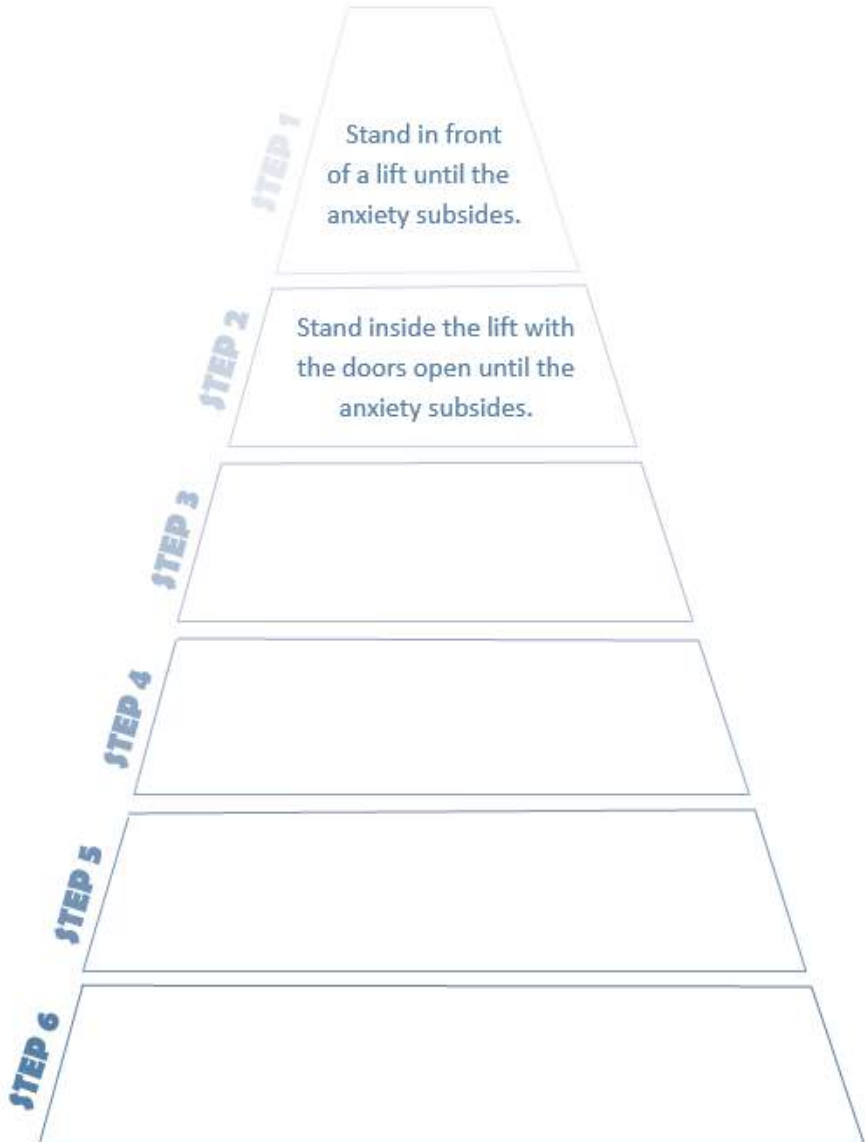 STEP 1
Stand in front
of a lift until the
anxiety subsides.
STEP 2
Stand inside the lift with
the doors open until the
anxiety subsides.
STEP 3
STEP 4
STEP 5
STEP 6